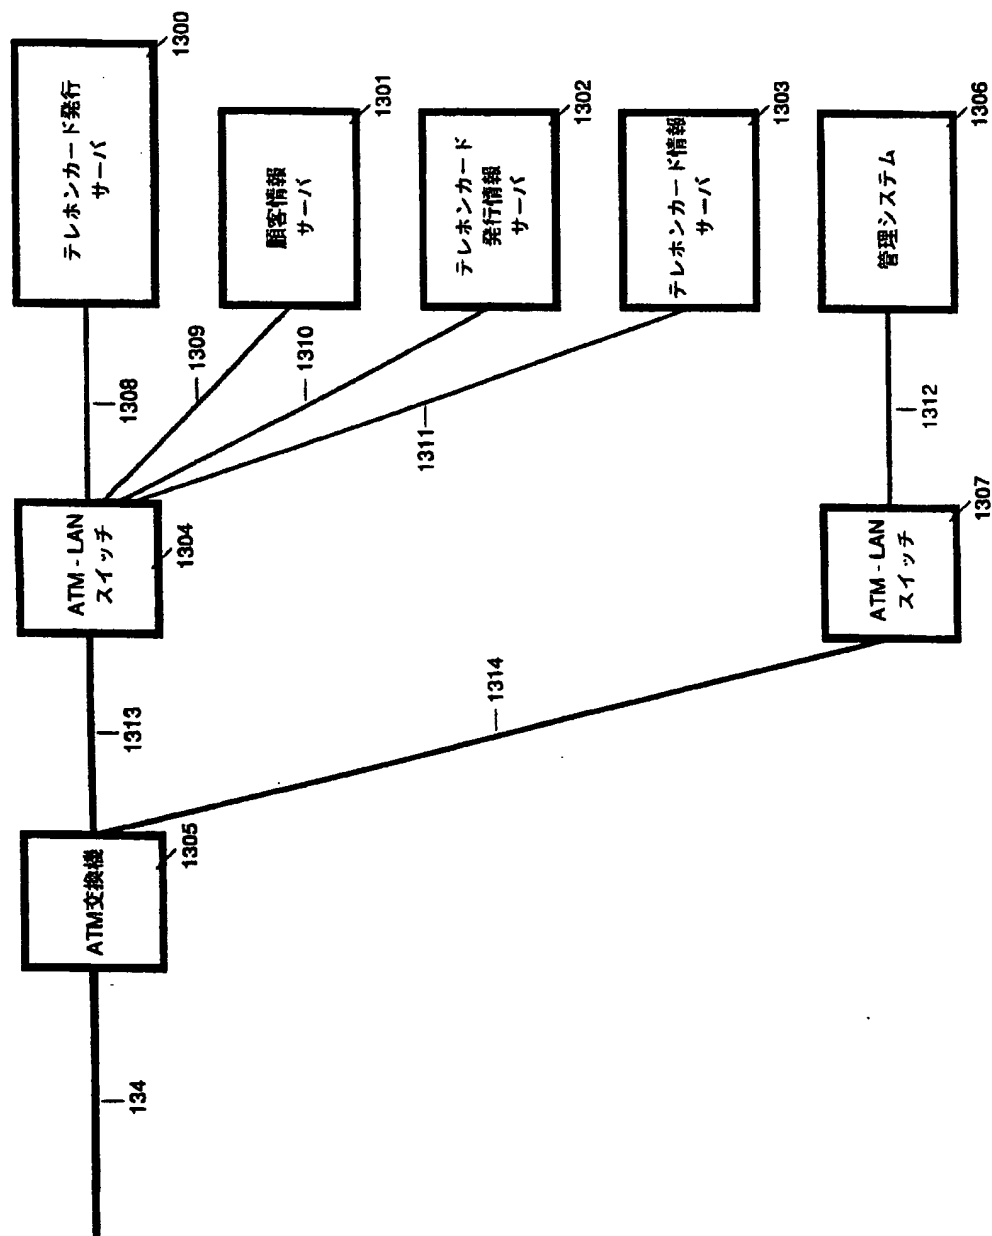 テレホンカード発行
サーバ
1300
顧客情報
サーバ
1301
テレホンカード
発行情報
サーバ
1302
テレホンカード情報
サーバ
1303
管理システム
1306
1308
1309
1310
1311
1312
ATM - LAN
スイッチ
1304
ATM - LAN
スイッチ
1307
1313
1314
ATM交換機
1305
134